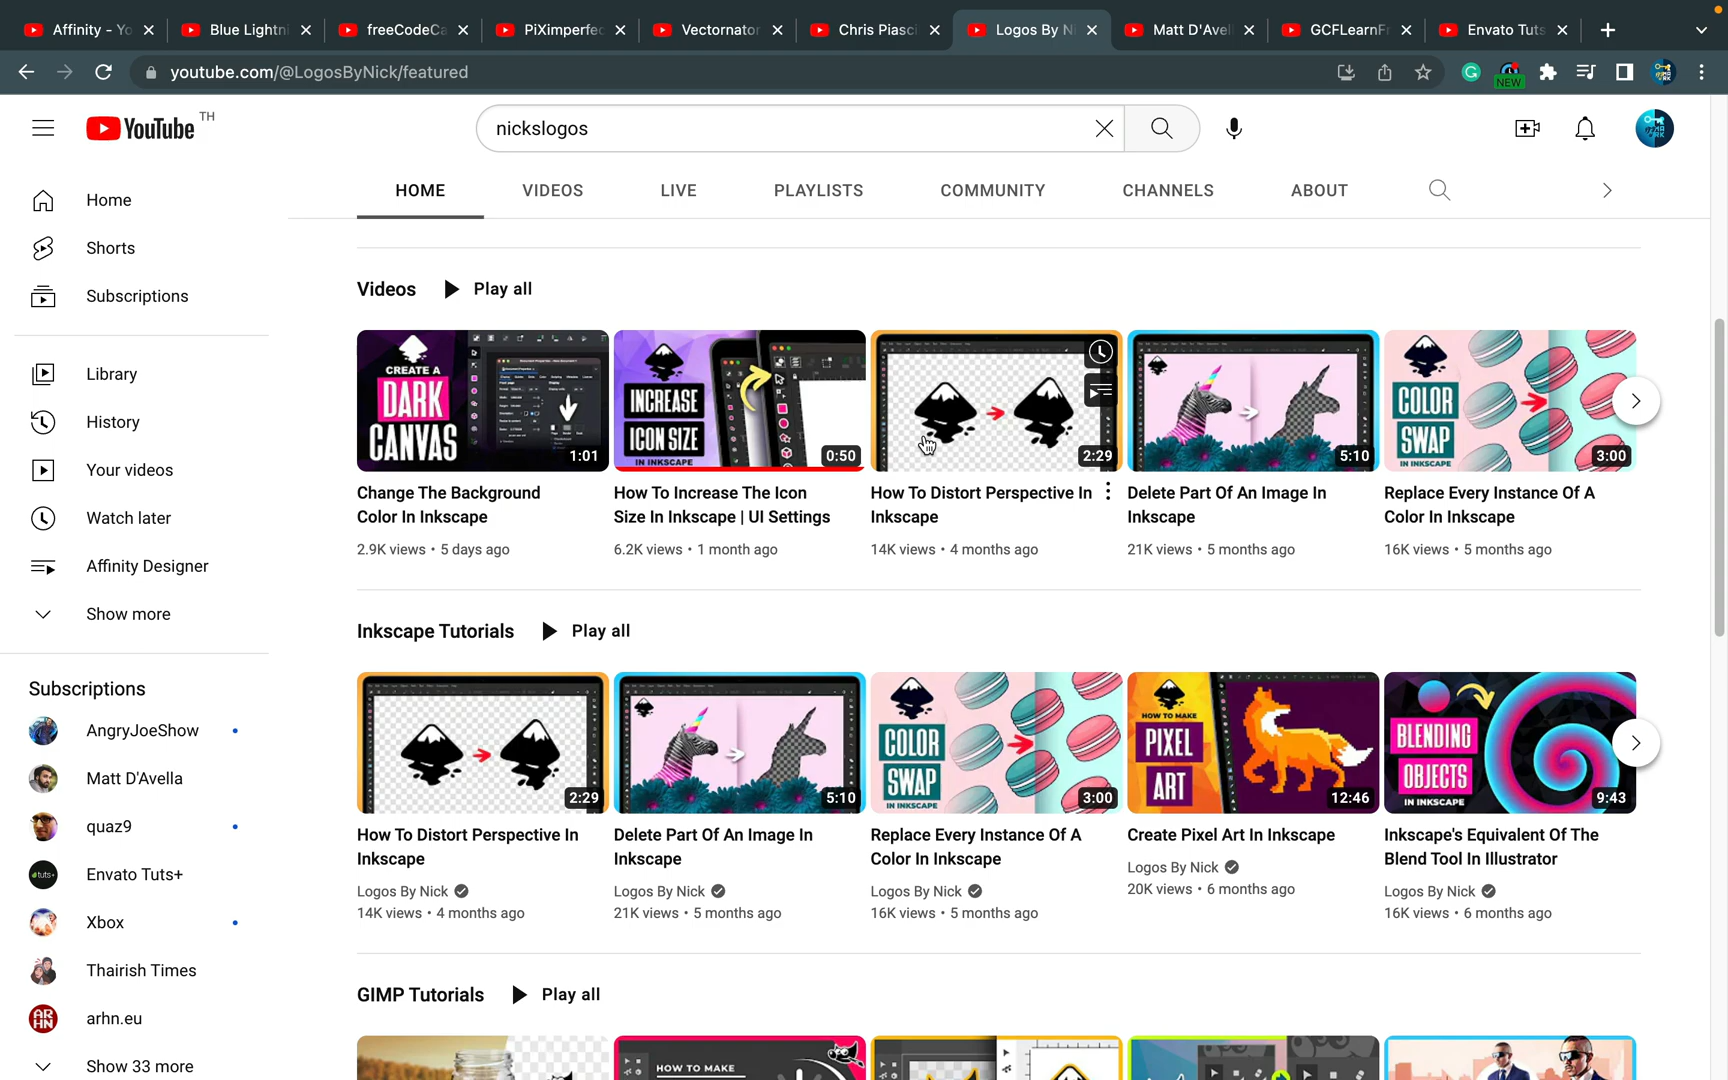 Affinity - Yo
Blue Lightni
freeCodeCa
PiXimperfec
Vectornator
Chris Piasci
Logos By Ni
Matt D'Avel
GCFLearnFr
Envato Tuts
youtube.com/@LogosByNick/featured
NEW
YouTube TH
nickslogos
HOME
VIDEOS
LIVE
PLAYLISTS
COMMUNITY
CHANNELS
ABOUT
Home
Shorts
Subscriptions
Library
History
Your videos
Watch later
Affinity Designer
Show more
Subscriptions
AngryJoeShow
Matt D'Avella
quaz9
Envato Tuts+
Xbox
Thairish Times
arhn.eu
Show 33 more
Videos
Play all
CREATE A
DARK
CANVAS
1:01
Change The Background
Color In Inkscape
2.9K views • 5 days ago
INCREASE
ICON SIZE
IN INKSCAPE
0:50
How To Increase The Icon
Size In Inkscape | UI Settings
6.2K views • 1 month ago
2:29
How To Distort Perspective In
Inkscape
14K views • 4 months ago
5:10
Delete Part Of An Image In
Inkscape
21K views • 5 months ago
COLOR
SWAP
IN INKSCAPE
3:00
Replace Every Instance Of A
Color In Inkscape
16K views • 5 months ago
Inkscape Tutorials
Play all
2:29
How To Distort Perspective In
Inkscape
Logos By Nick
14K views • 4 months ago
5:10
Delete Part Of An Image In
Inkscape
Logos By Nick
21K views • 5 months ago
COLOR
SWAP
IN INKSCAPE
3:00
Replace Every Instance Of A
Color In Inkscape
Logos By Nick
16K views • 5 months ago
HOW TO MAKE
PIXEL
ART
12:46
Create Pixel Art In Inkscape
Logos By Nick
20K views • 6 months ago
BLENDING
OBJECTS
IN INKSCAPE
9:43
Inkscape's Equivalent Of The
Blend Tool In Illustrator
Logos By Nick
16K views • 6 months ago
GIMP Tutorials
Play all
HOW TO MAKE